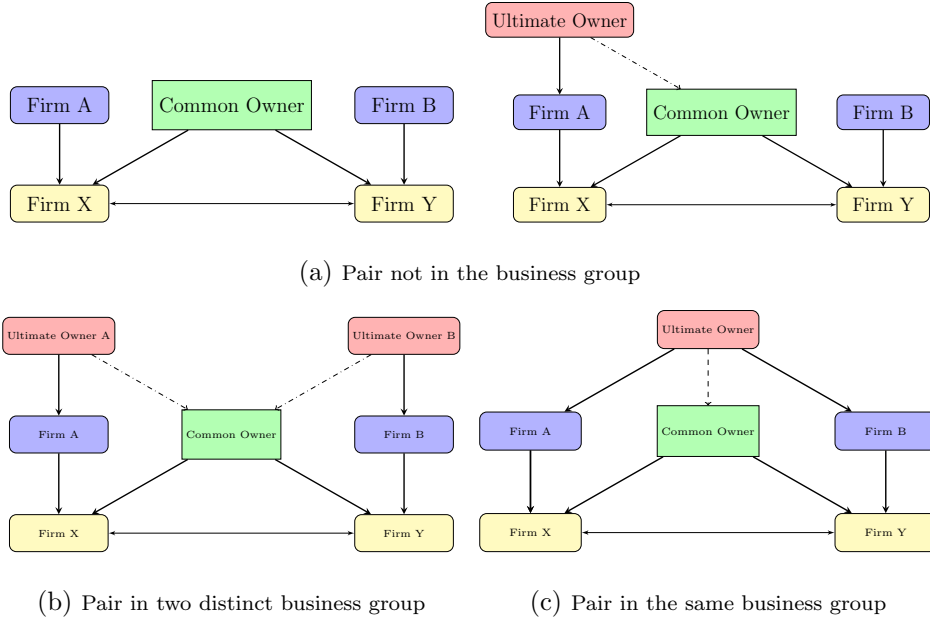 Ultimate Owner
Firm A Common Owner Firm B
Firm X Firm Y
Firm A Common Owner Firm B
Firm X Firm Y
(a) Pair not in the business group
Ultimate Owner A Ultimate Owner B
Firm A Common Owner Firm B
Firm X Firm Y
(b) Pair in two distinct business group
Ultimate Owner
Firm A Common Owner Firm B
Firm X Firm Y
(c) Pair in the same business group